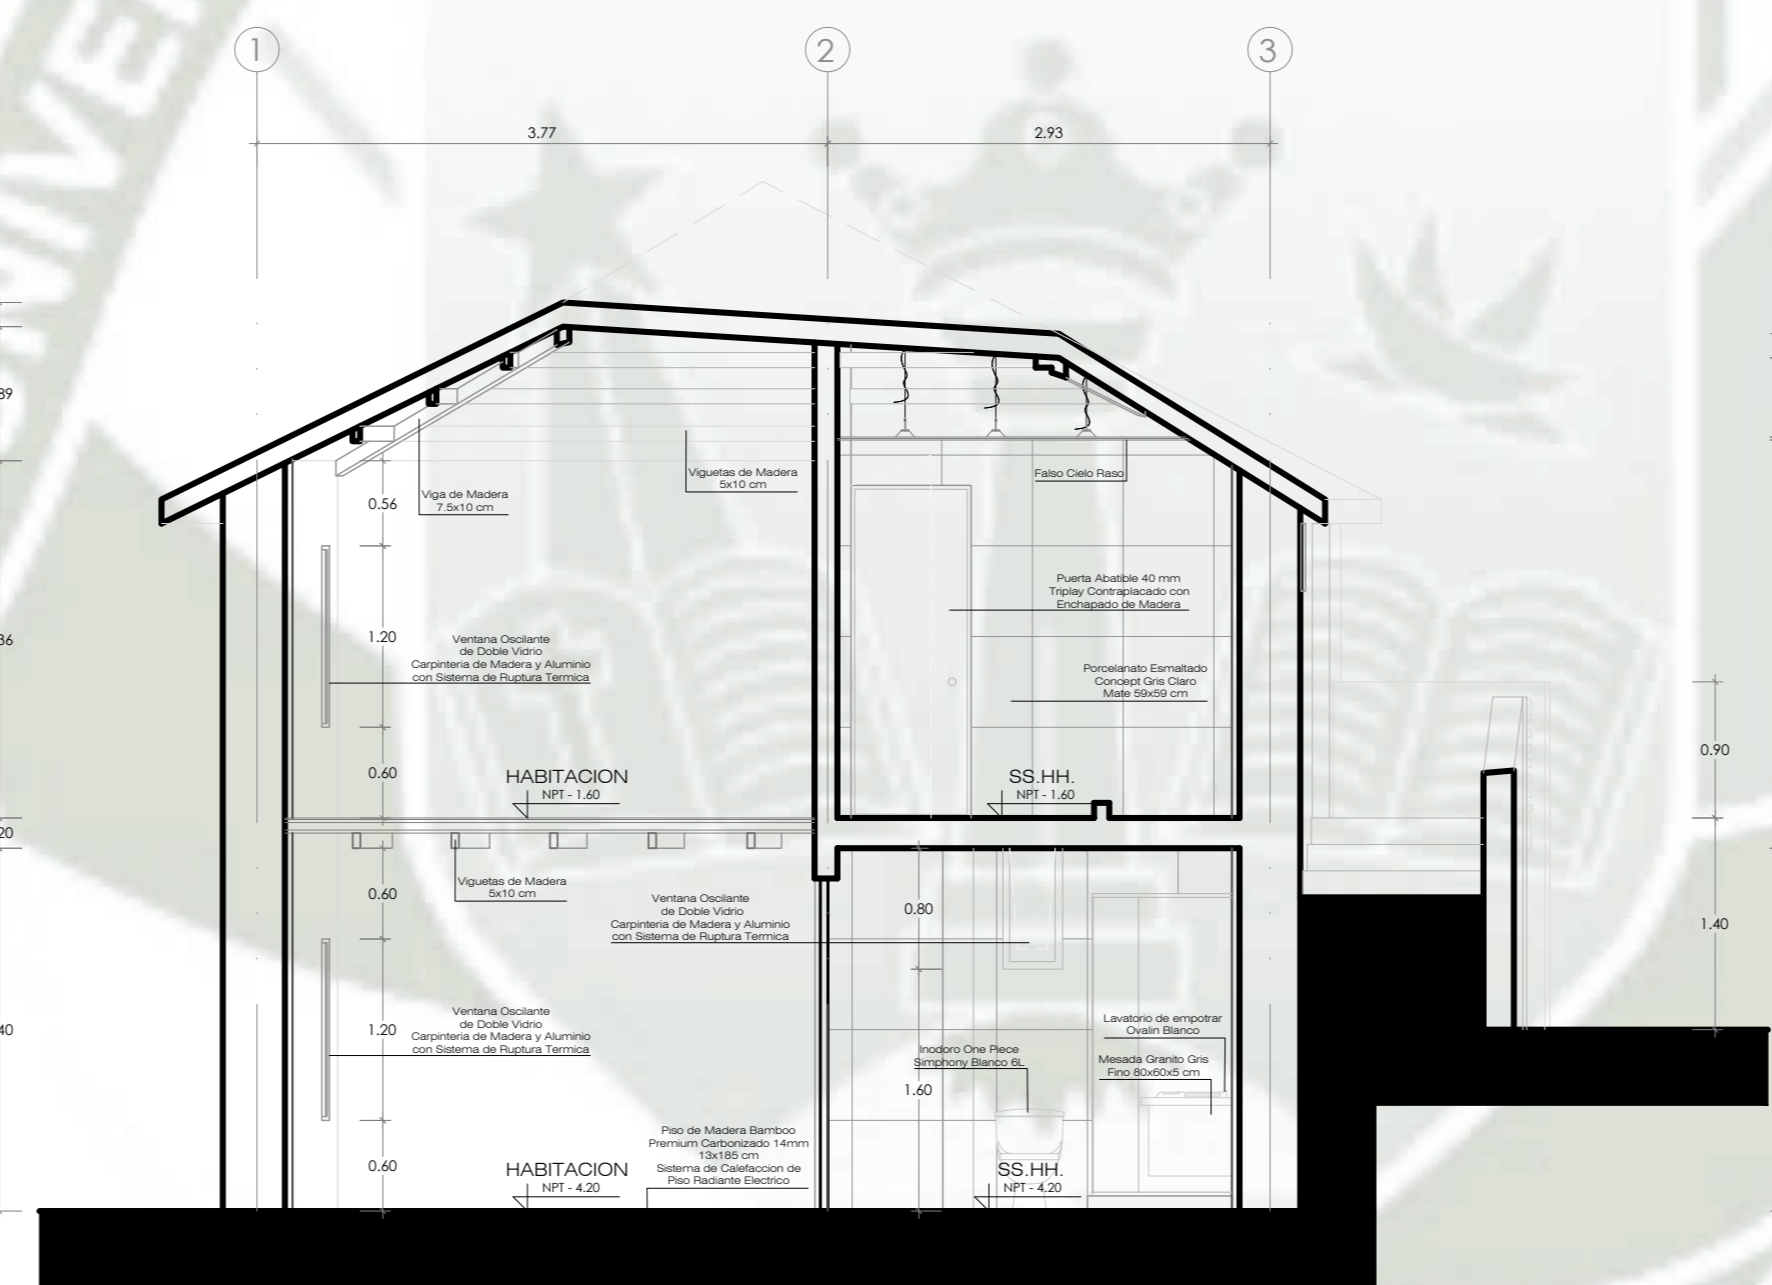 UNIVE
1
2
3
3.77
2.93
89
36
20
40
0.56
1.20
0.60
0.60
1.20
0.60
Viga de Madera
7.5x10 cm
Viguetas de Madera
5x10 cm
Falso Cielo Raso
Ventana Oscilante
de Doble Vidrio
Carpinteria de Madera y Aluminio
con Sistema de Ruptura Termica
Puerta Abatible 40 mm
Triplay Contraplacado con
Enchapado de Madera
Porcelanato Esmaltado
Concept Gris Claro
Mate 59x59 cm
HABITACION
NPT - 1.60
SS.HH.
NPT - 1.60
0.90
1.40
Viguetas de Madera
5x10 cm
Ventana Oscilante
de Doble Vidrio
Carpinteria de Madera y Aluminio
con Sistema de Ruptura Termica
0.80
1.60
Ventana Oscilante
de Doble Vidrio
Carpinteria de Madera y Aluminio
con Sistema de Ruptura Termica
Inodoro One Piece
Simphony Blanco 6L
Lavatorio de empotrar
Ovalin Blanco
Mesada Granito Gris
Fino 80x60x5 cm
Piso de Madera Bamboo
Premium Carbonizado 14mm
13x185 cm
Sistema de Calefaccion de
Piso Radiante Electrico
HABITACION
NPT - 4.20
SS.HH.
NPT - 4.20